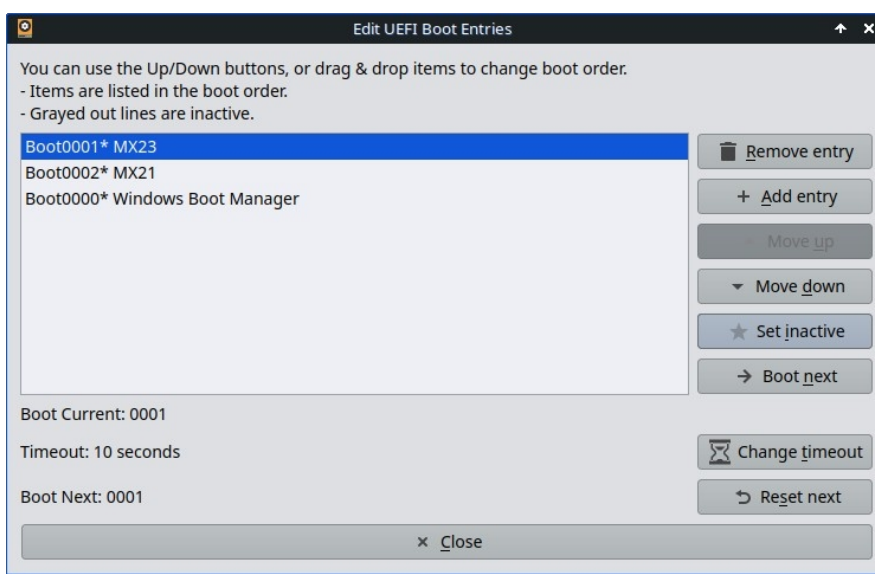 Edit UEFI Boot Entries
You can use the Up/Down buttons, or drag & drop items to change boot order.
- Items are listed in the boot order.
- Grayed out lines are inactive.
Boot0001* MX23
Boot0002* MX21
Boot0000* Windows Boot Manager
Remove entry
Add entry
Move up
Move down
Set inactive
Boot next
Boot Current: 0001
Timeout: 10 seconds
Change timeout
Boot Next: 0001
Reset next
Close